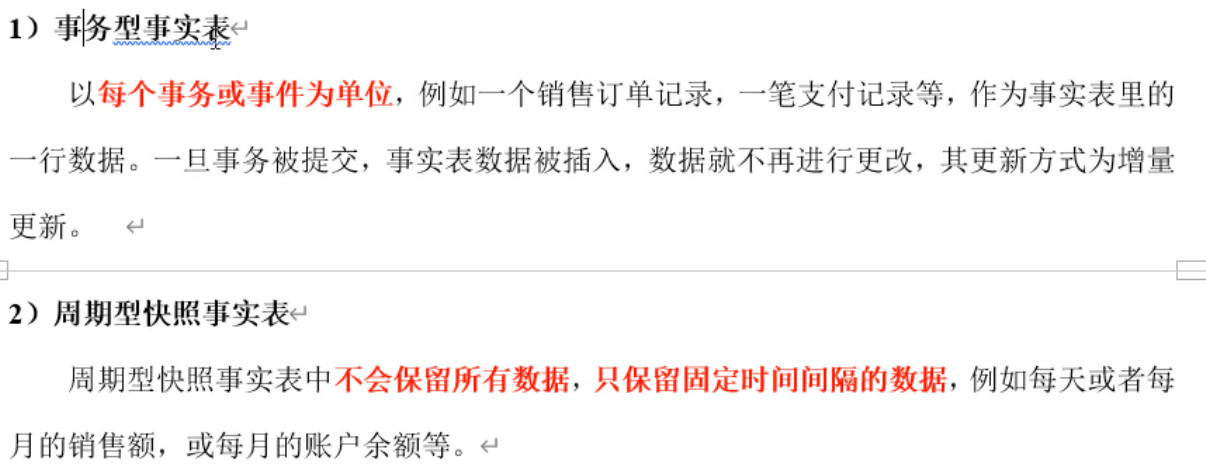 1）事务型事实表
以每个事务或事件为单位，例如一个销售订单记录，一笔支付记录等，作为事实表里的
一行数据。一旦事务被提交，事实表数据被插入，数据就不再进行更改，其更新方式为增量
更新。
2）周期型快照事实表
周期型快照事实表中不会保留所有数据，只保留固定时间间隔的数据，例如每天或者每
月的销售额，或每月的账户余额等。